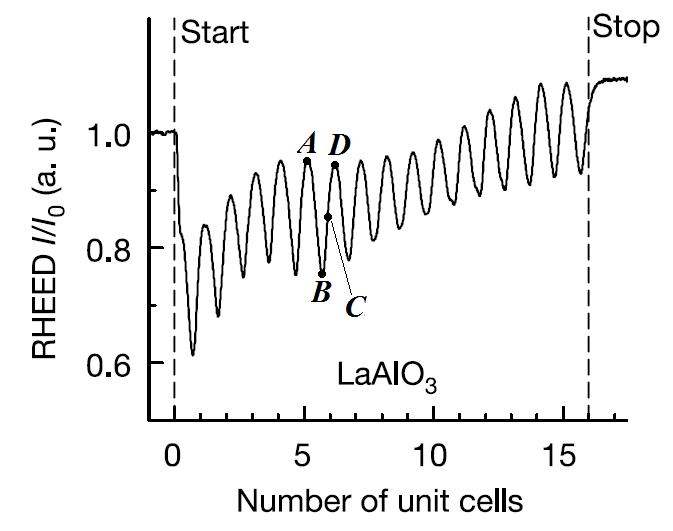 Start
Stop
RHEED I/I₀ (a. u.)
1.0
0.8
0.6
A
D
B
C
LaAlO₃
0
5
10
15
Number of unit cells